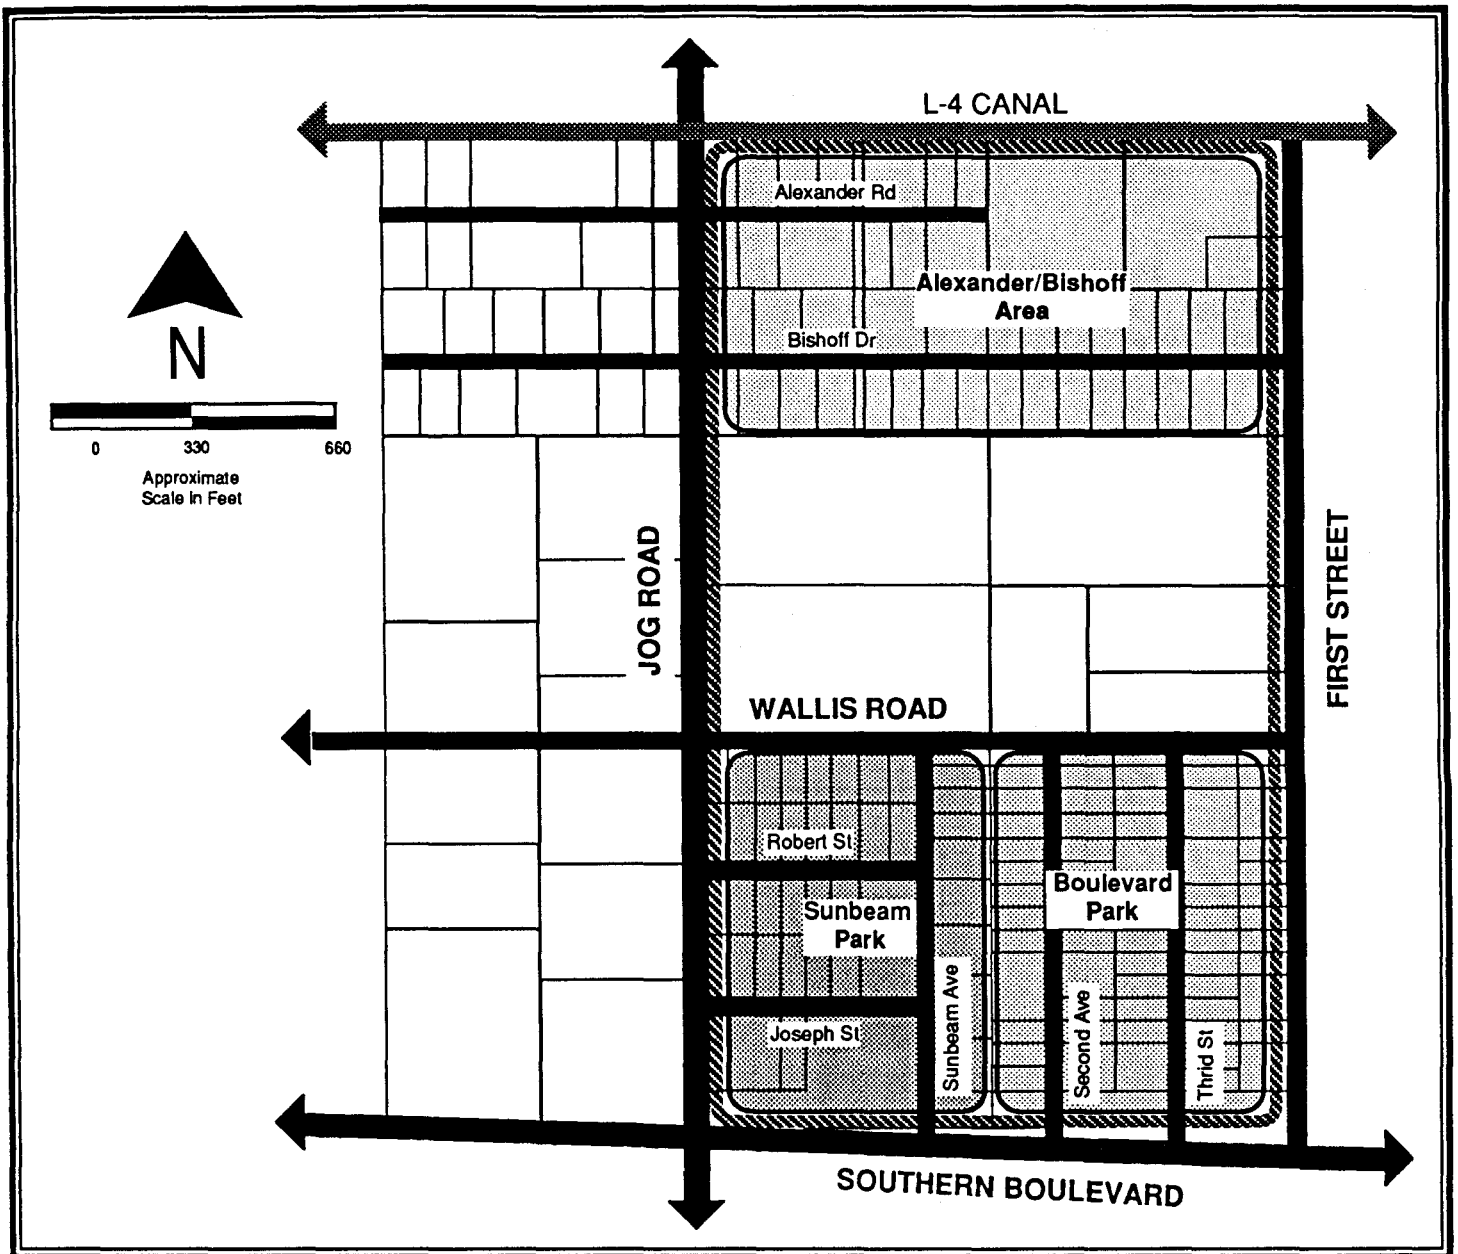 L-4 CANAL
Alexander Rd
Alexander/Bishoff
Area
Bishoff Dr
N
0 330 660
Approximate
Scale In Feet
JOG ROAD
FIRST STREET
WALLIS ROAD
Robert St
Sunbeam
Park
Boulevard
Park
Joseph St
Sunbeam Ave
Second Ave
Thrid St
SOUTHERN BOULEVARD